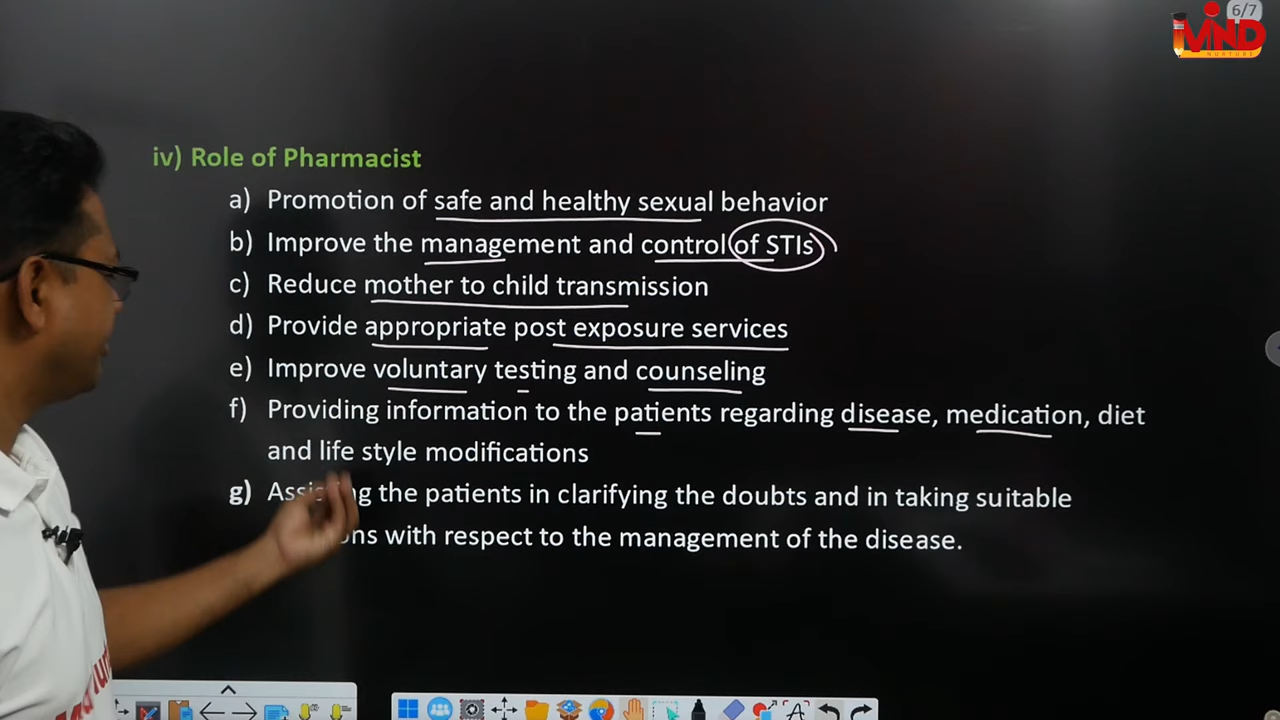 6/7
MIND
NURTURE
iv) Role of Pharmacist
a) Promotion of safe and healthy sexual behavior
b) Improve the management and control of STIs
c) Reduce mother to child transmission
d) Provide appropriate post exposure services
e) Improve voluntary testing and counseling
f) Providing information to the patients regarding disease, medication, diet
and life style modifications
g) the patients in clarifying the doubts and in taking suitable
with respect to the management of the disease.